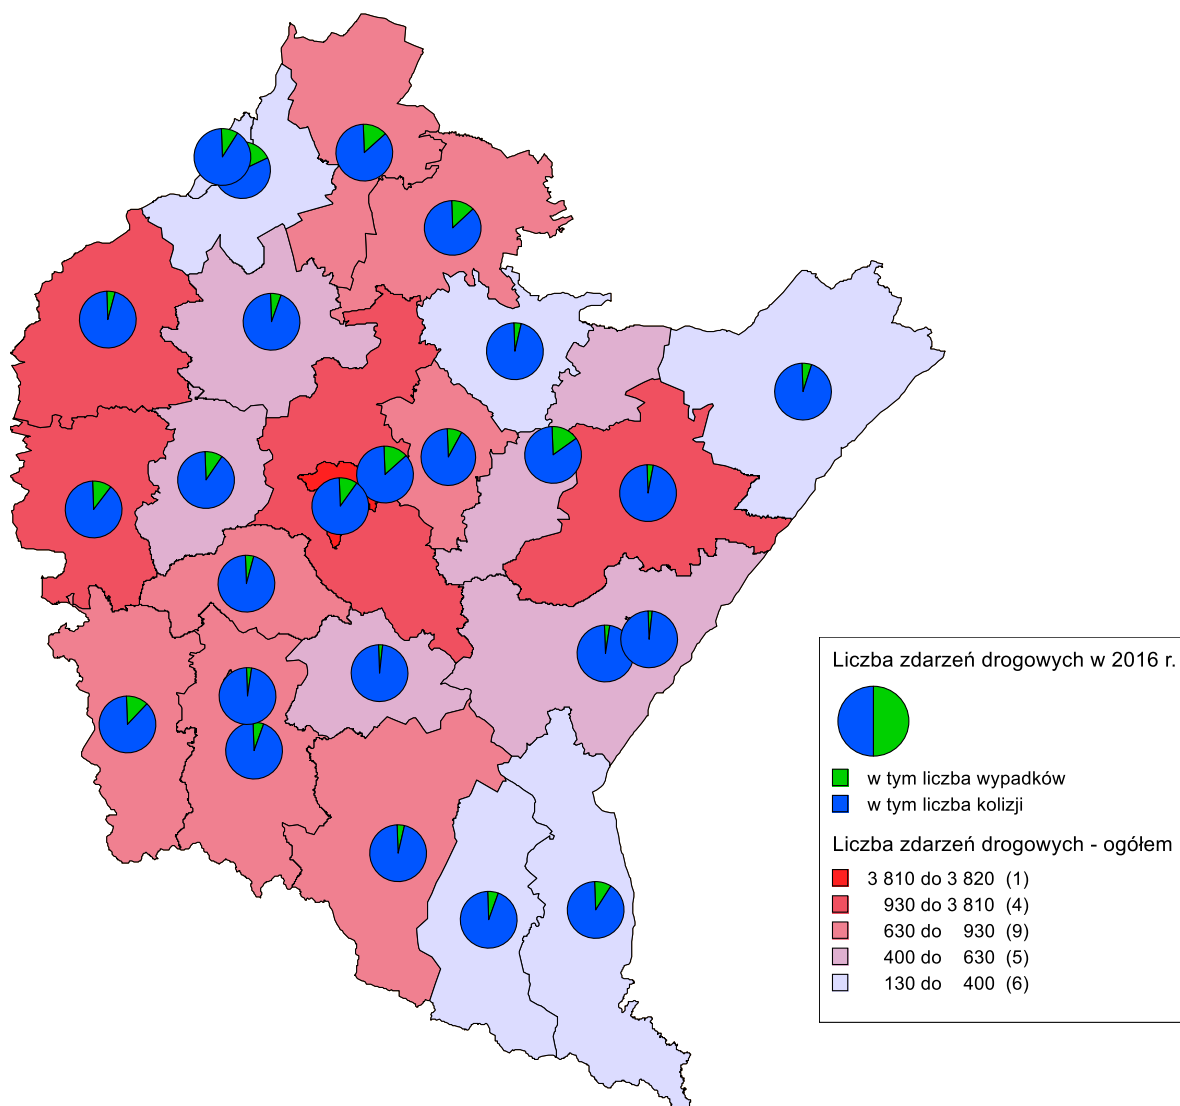 Liczba zdarzeń drogowych w 2016 r.
w tym liczba wypadków
w tym liczba kolizji
Liczba zdarzeń drogowych - ogółem
3 810 do 3 820 (1)
930 do 3 810 (4)
630 do 930 (9)
400 do 630 (5)
130 do 400 (6)